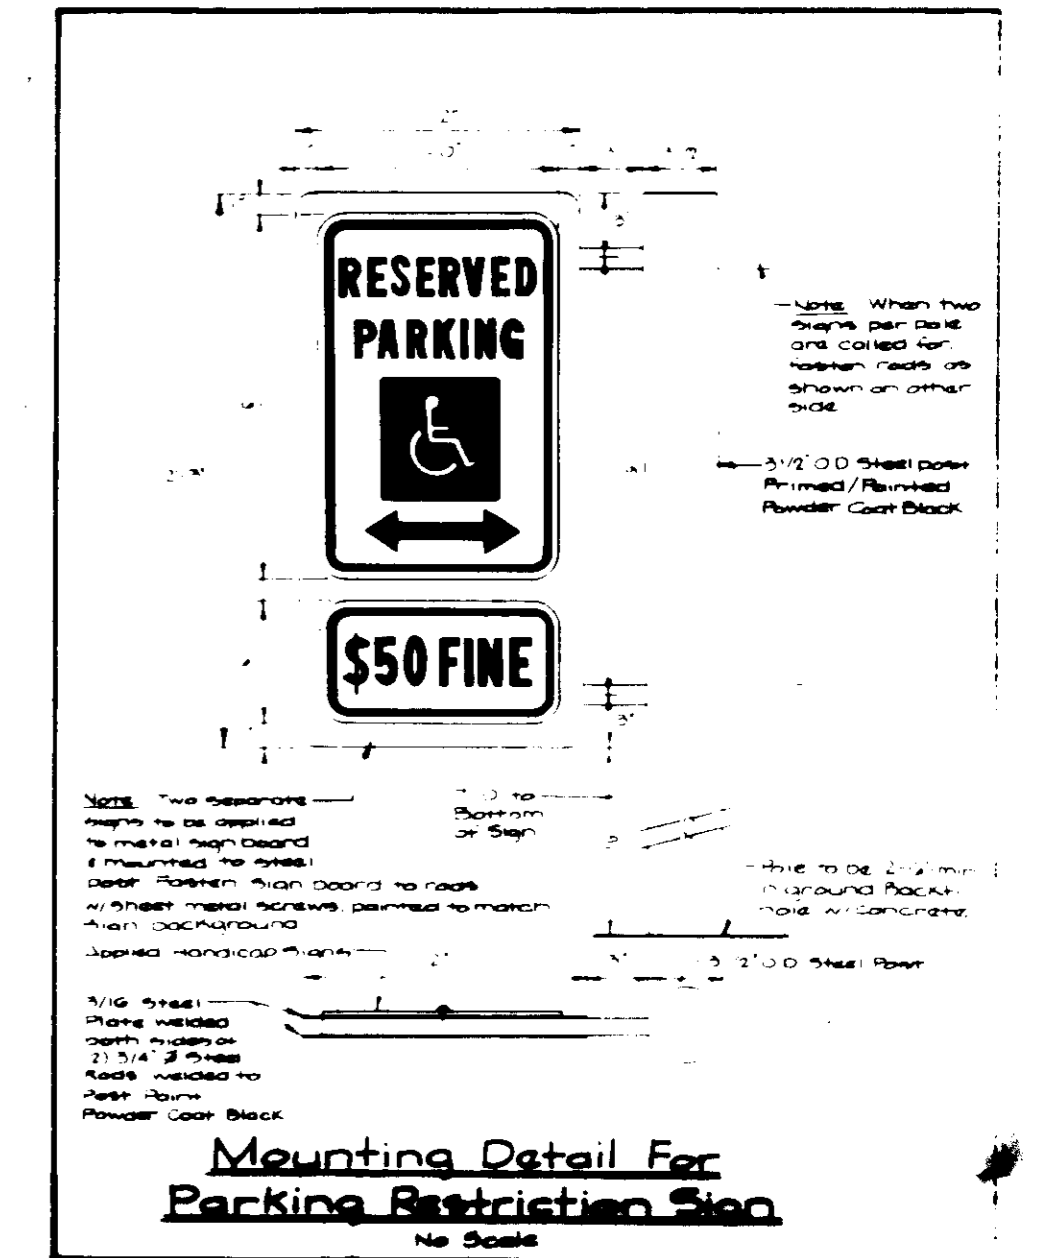 RESERVED
PARKING
$50 FINE
3"
3"
3"
Note When two
signs per pole
are called for,
fasten rods as
shown on other
side
3 1/2" O D Steel post
Primed/Painted
Powder Coat Black
Note Two separate
signs to be applied
to metal sign board
& mounted to steel
post Fasten sign board to rods
w/sheet metal screws, painted to match
sign background
to
Bottom
of Sign
Pole to be min
in ground
hole w/Concrete
Applied Handicap Signs
O.D Steel Post
3/16 Steel
Plate welded
both sides of
2) 3/4" Ø Steel
Rods welded to
Post Paint
Powder Coat Black
Mounting Detail For
Parking Restriction Sign
No Scale